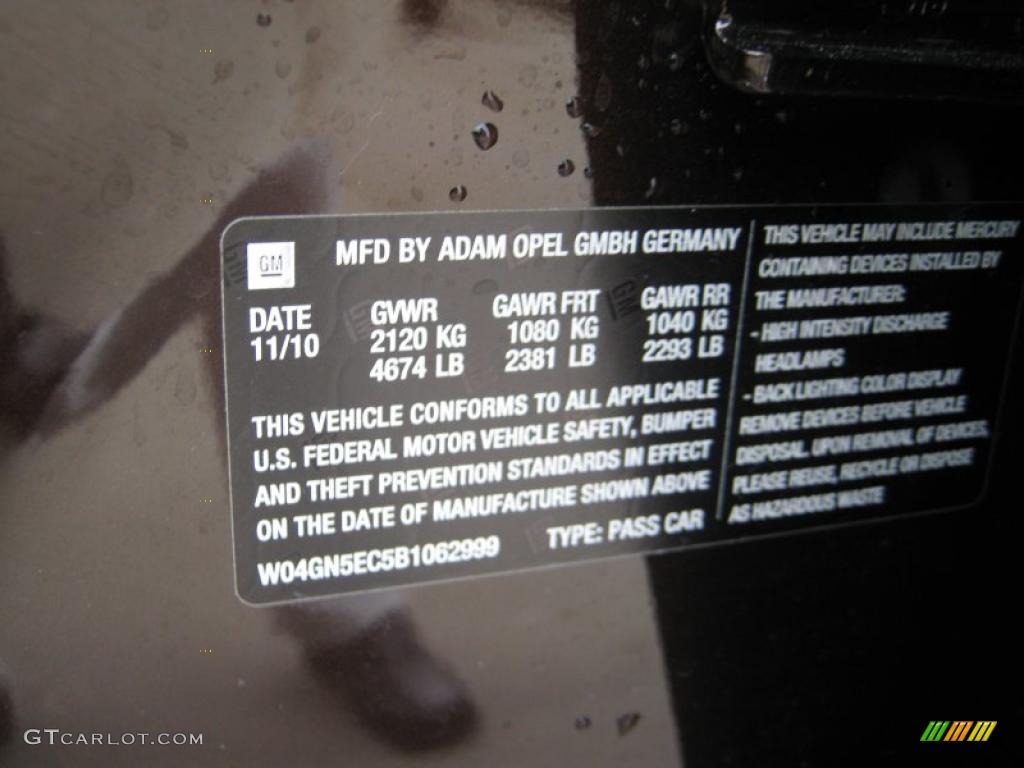 GM
MFD BY ADAM OPEL GMBH GERMANY
DATE GVWR GAWR FRT GAWR RR
11/10 2120 KG 1080 KG 1040 KG
4674 LB 2381 LB 2293 LB
THIS VEHICLE CONFORMS TO ALL APPLICABLE
U.S. FEDERAL MOTOR VEHICLE SAFETY, BUMPER
AND THEFT PREVENTION STANDARDS IN EFFECT
ON THE DATE OF MANUFACTURE SHOWN ABOVE
W04GN5EC5B1062999 TYPE: PASS CAR
THIS VEHICLE MAY INCLUDE MERCURY
CONTAINING DEVICES INSTALLED BY
THE MANUFACTURER:
- HIGH INTENSITY DISCHARGE
HEADLAMPS
- BACK LIGHTING COLOR DISPLAY
REMOVE DEVICES BEFORE VEHICLE
DISPOSAL. UPON REMOVAL OF DEVICES,
PLEASE REUSE, RECYCLE OR DISPOSE
AS HAZARDOUS WASTE
GTCARLOT.COM